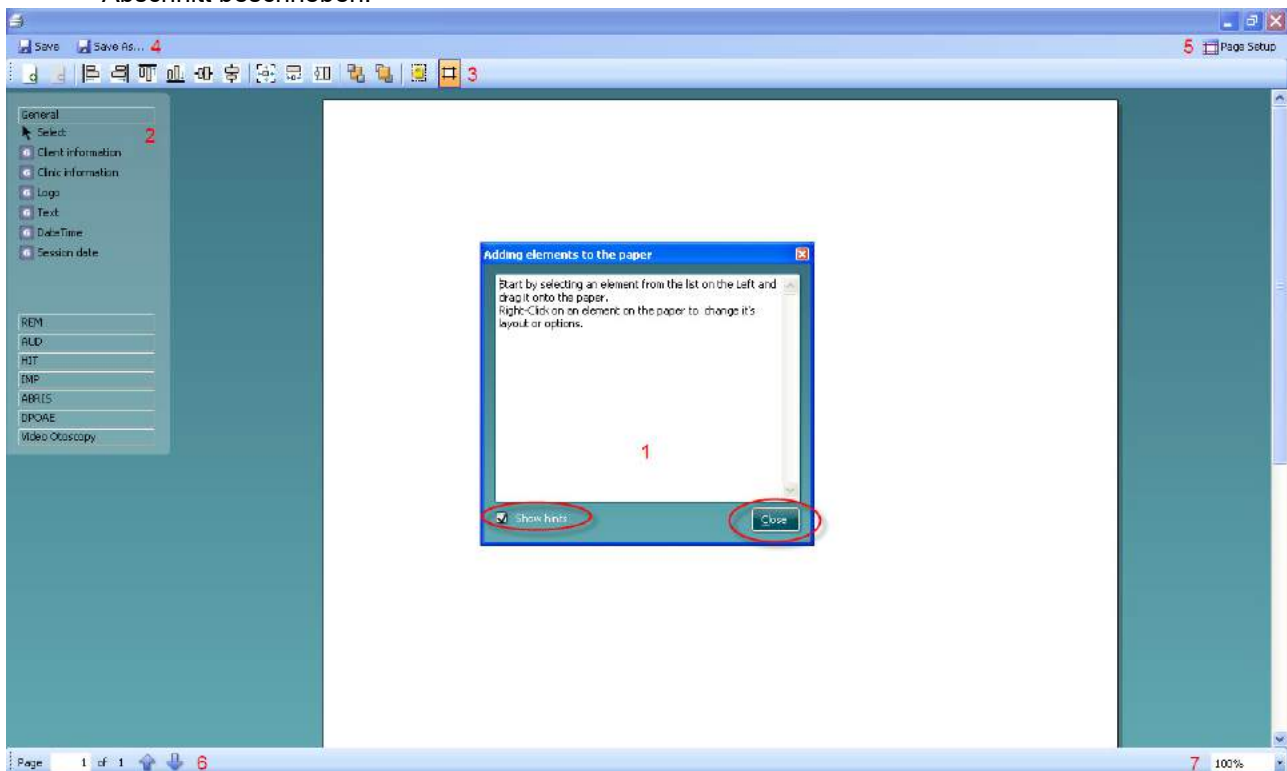 Abschnitt beschrieben.
Save Save As... 4
5 Page Setup
3
General
Select
2
Client information
Clinic information
Logo
Text
DateTime
Session date
REM
AUD
HIT
IMP
ABRIS
DPOAE
Video Otoscopy
Adding elements to the paper
Start by selecting an element from the list on the Left and
drag it onto the paper.
Right-Click on an element on the paper to change it's
layout or options.
1
Show hints
Close
Page 1 of 1 6
7 100%